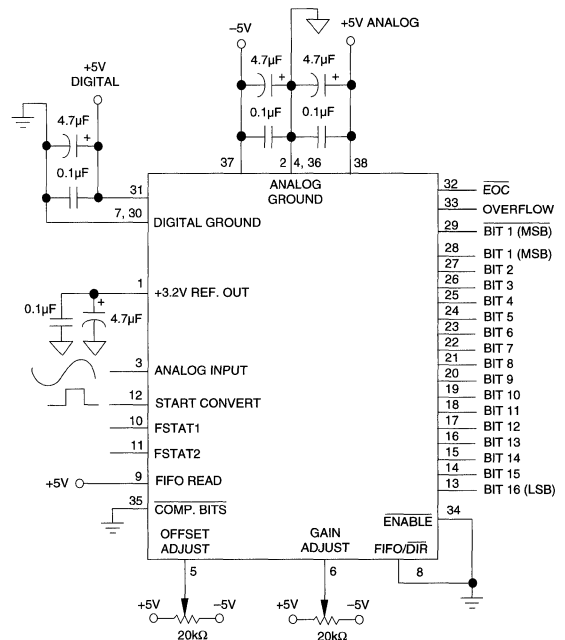 −5V
+5V ANALOG
+5V
DIGITAL
4.7µF
+
4.7µF
+
0.1µF
0.1µF
4.7µF
+
0.1µF
37
2
4, 36
38
ANALOG
GROUND
31
7, 30
DIGITAL GROUND
1
+3.2V REF. OUT
0.1µF
+
4.7µF
3
ANALOG INPUT
12
START CONVERT
10
FSTAT1
11
FSTAT2
+5V
9
FIFO READ
35
COMP. BITS
OFFSET
ADJUST
GAIN
ADJUST
FIFO/DIR
ENABLE
32
EOC
33
OVERFLOW
29
BIT 1 (MSB)
28
BIT 1 (MSB)
27
BIT 2
26
BIT 3
25
BIT 4
24
BIT 5
23
BIT 6
22
BIT 7
21
BIT 8
20
BIT 9
19
BIT 10
18
BIT 11
17
BIT 12
16
BIT 13
15
BIT 14
14
BIT 15
13
BIT 16 (LSB)
34
5
6
8
+5V
−5V
20kΩ
+5V
−5V
20kΩ